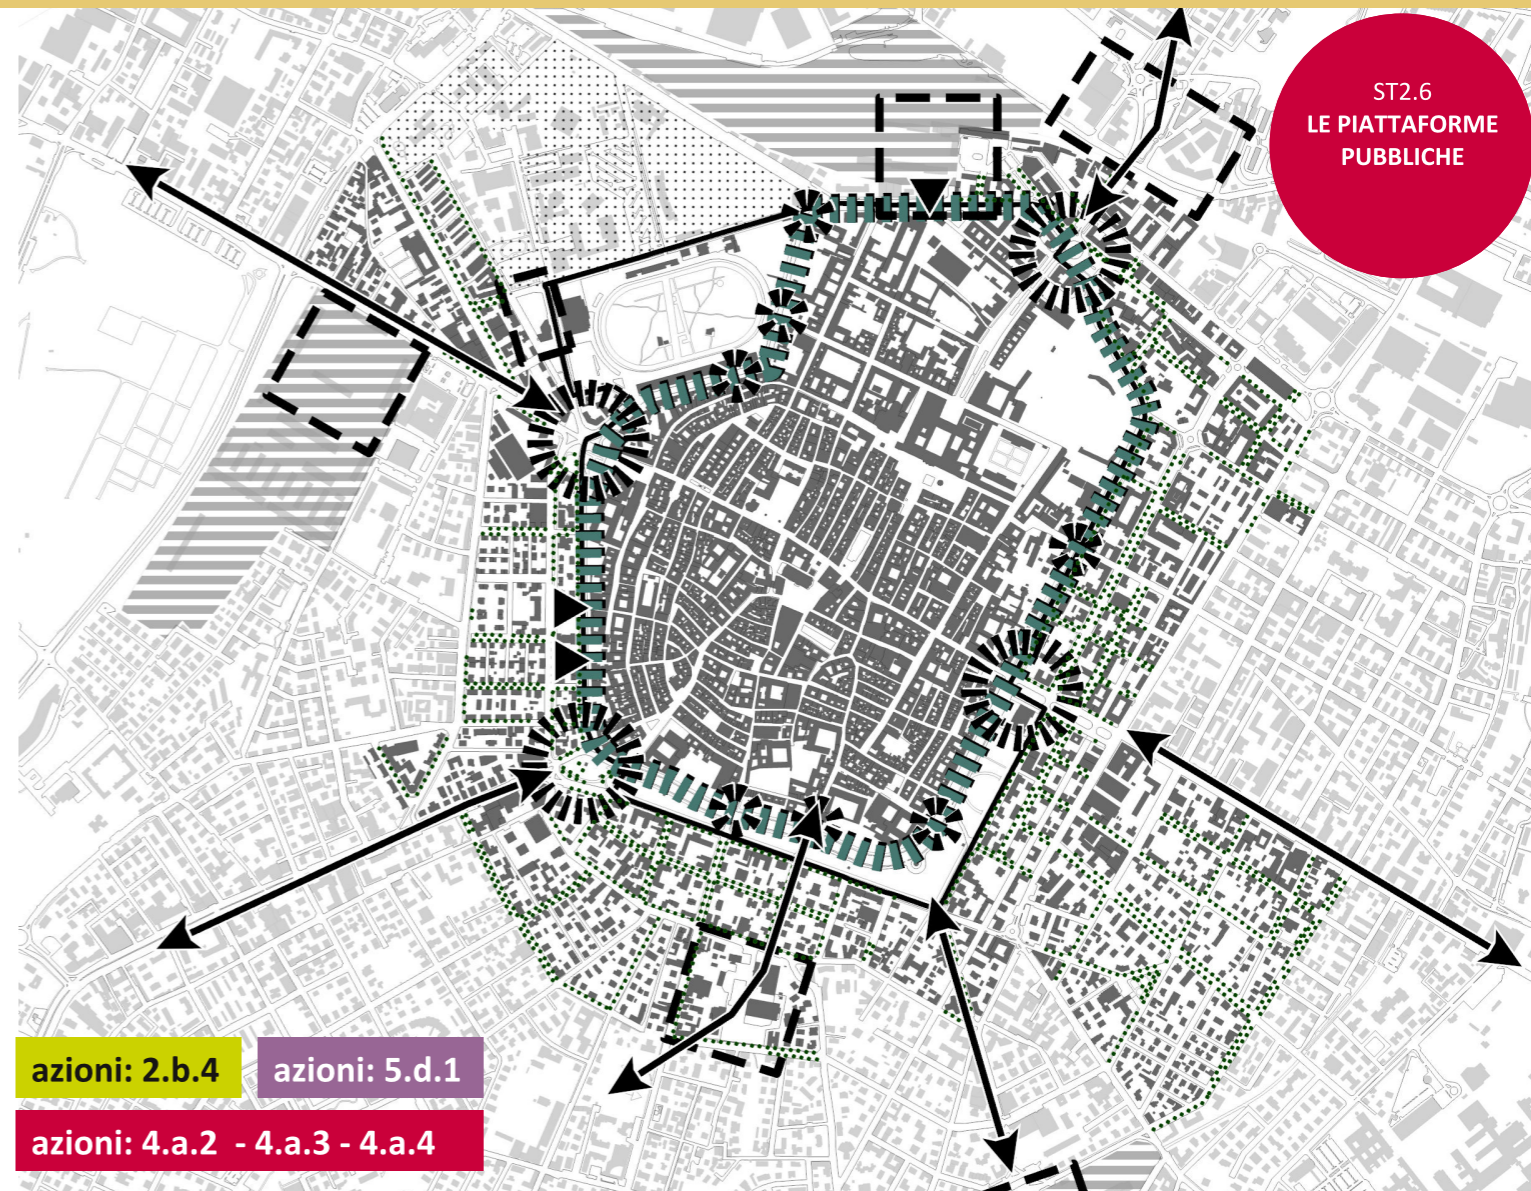 ST2.6
LE PIATTAFORME
PUBBLICHE
azioni: 2.b.4
azioni: 5.d.1
azioni: 4.a.2 - 4.a.3 - 4.a.4